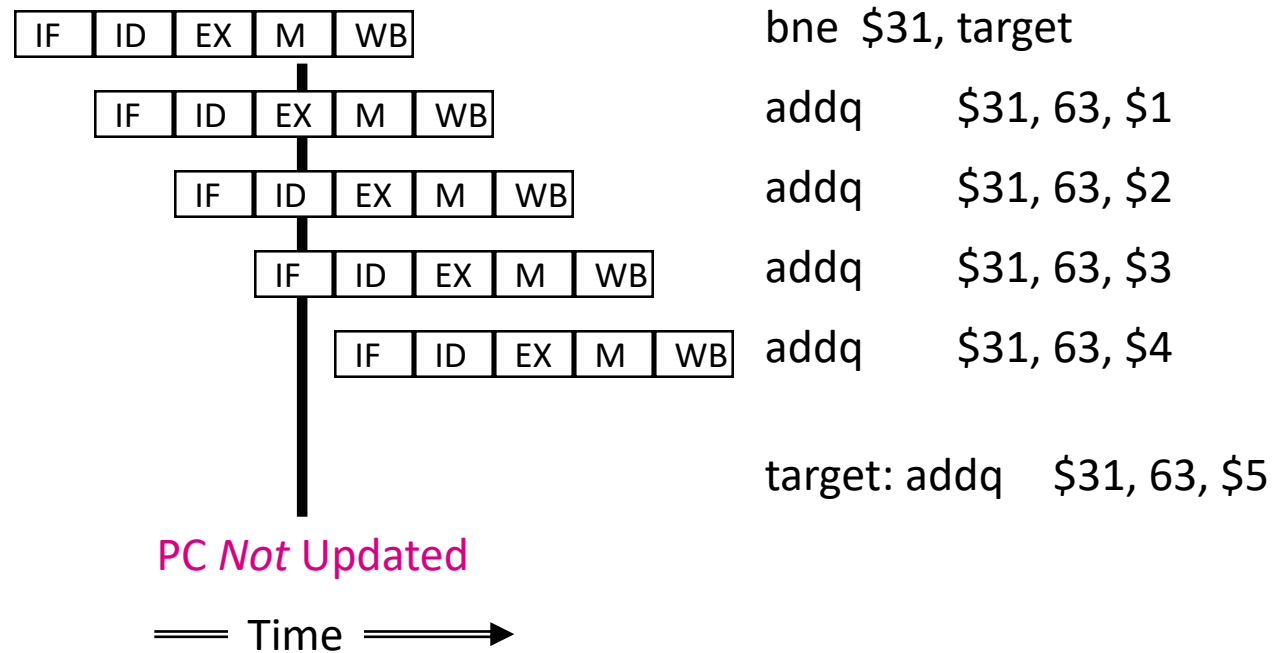 IF ID EX M WB bne $31, target
IF ID EX M WB addq $31, 63, $1
IF ID EX M WB addq $31, 63, $2
IF ID EX M WB addq $31, 63, $3
IF ID EX M WB addq $31, 63, $4
target: addq $31, 63, $5
PC Not Updated
Time